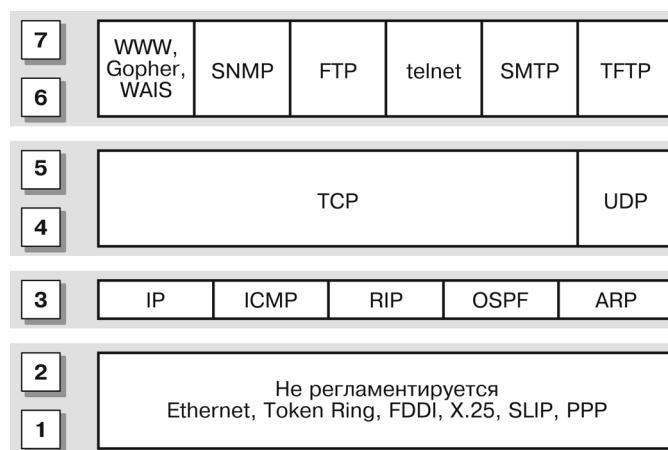 7
6
WWW,
Gopher,
WAIS
SNMP
FTP
telnet
SMTP
TFTP
5
4
TCP
UDP
3
IP
ICMP
RIP
OSPF
ARP
2
1
Не регламентируется
Ethernet, Token Ring, FDDI, X.25, SLIP, PPP